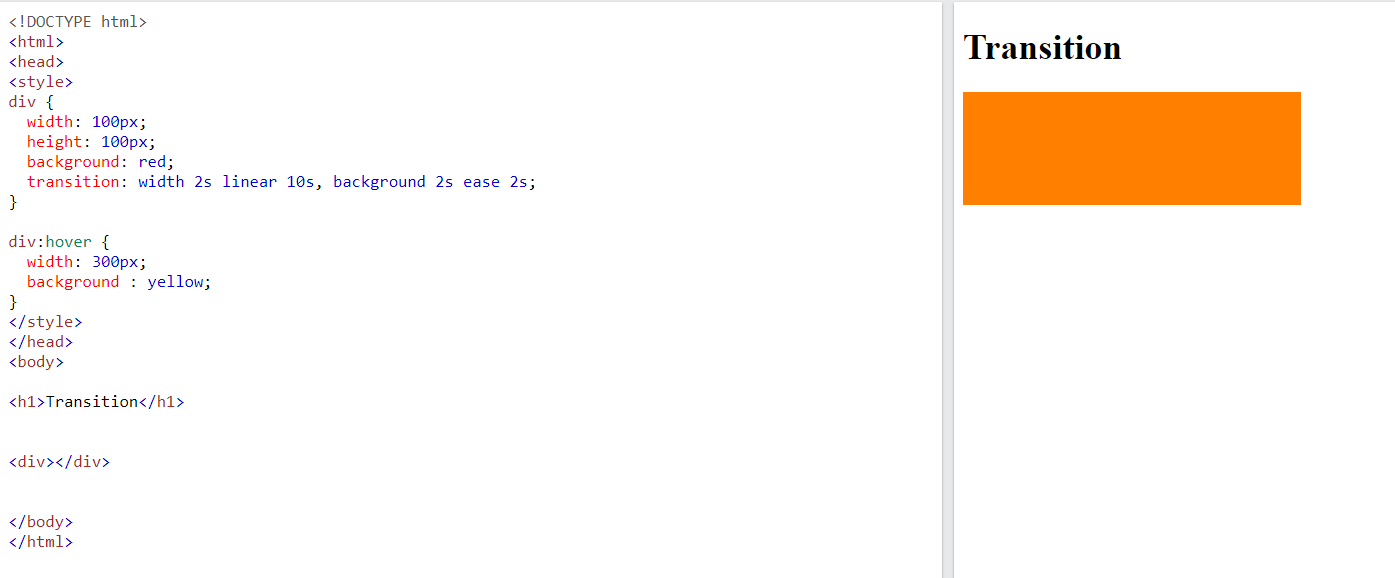 <!DOCTYPE html>
<html>
<head>
<style>
div {
  width: 100px;
  height: 100px;
  background: red;
  transition: width 2s linear 10s, background 2s ease 2s;
}
div:hover {
  width: 300px;
  background : yellow;
}
</style>
</head>
<body>
<h1>Transition</h1>
<div></div>
</body>
</html>
Transition